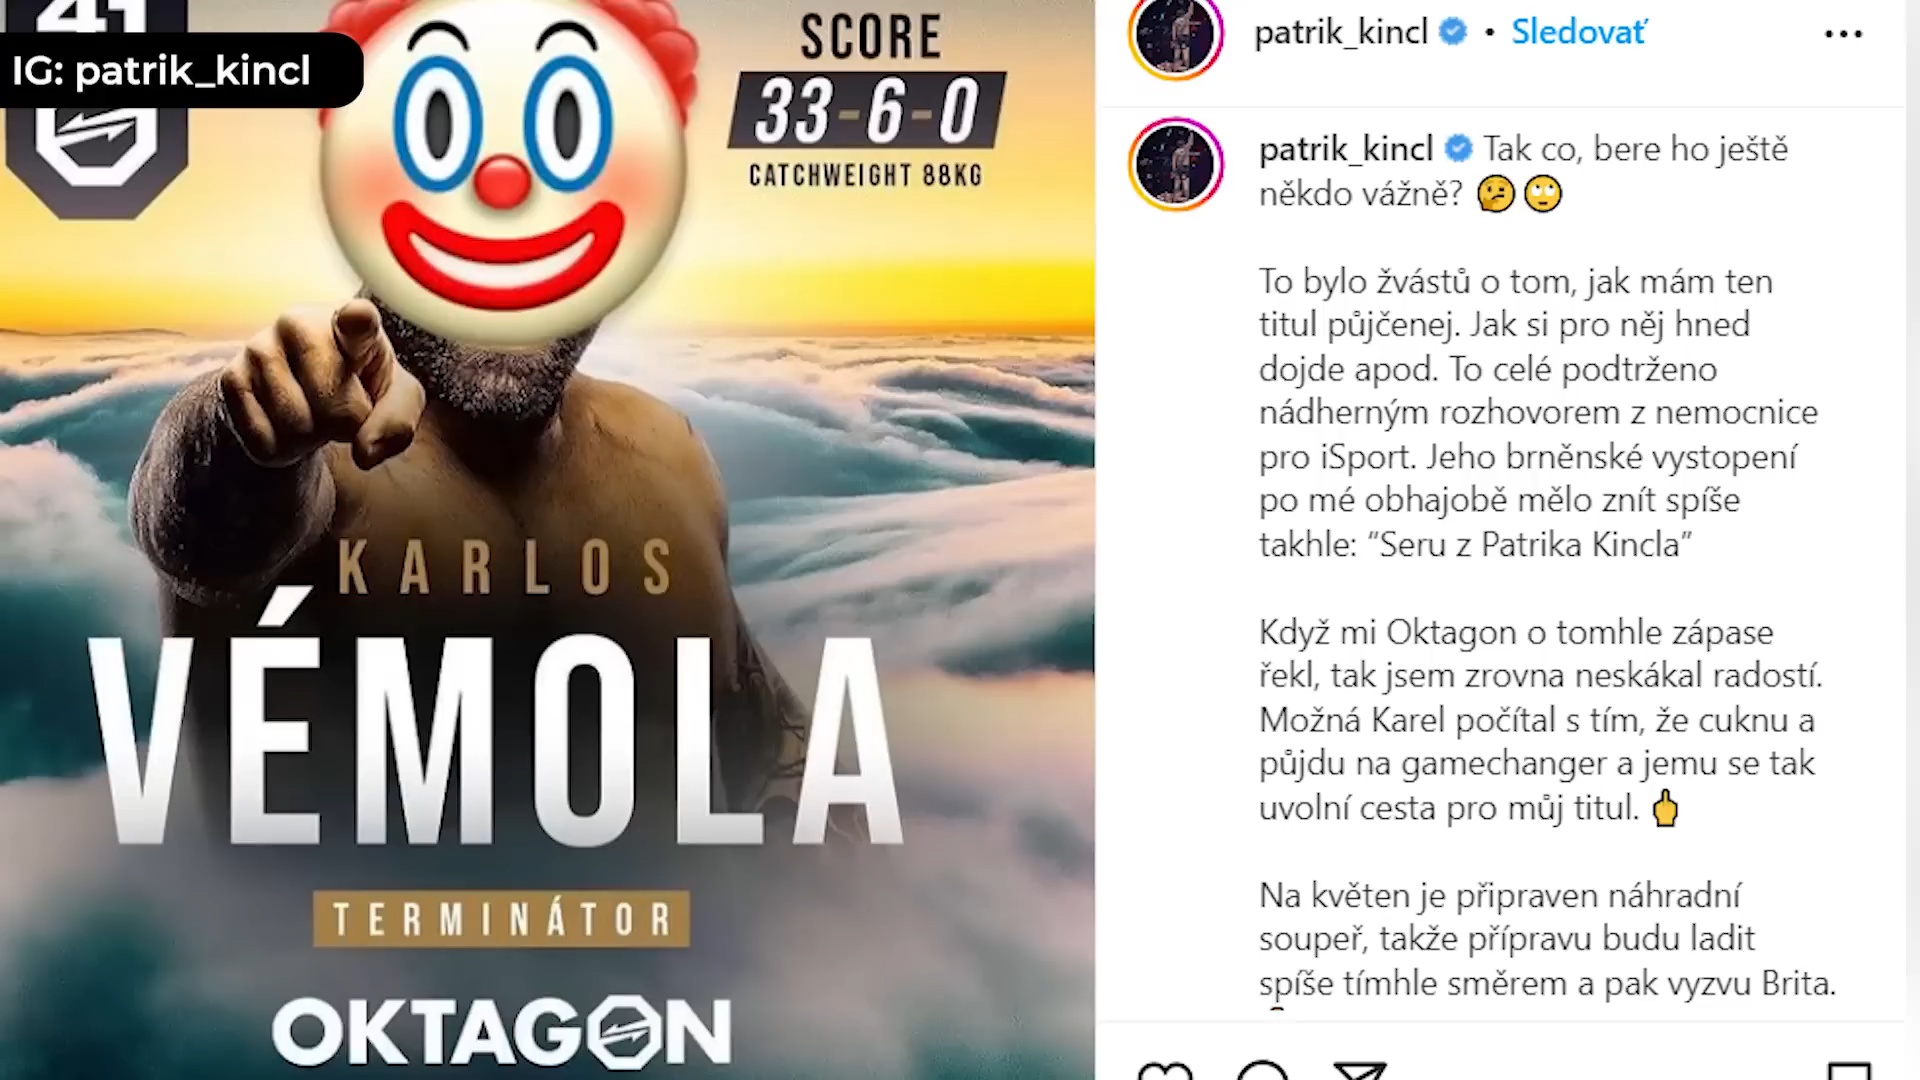 41
IG: patrik_kincl
SCORE
33-6-0
CATCHWEIGHT 88KG
KARLOS
VÉMOLA
TERMINÁTOR
OKTAGON
patrik_kincl • Sledovať
patrik_kincl Tak co, bere ho ještě
někdo vážně? 🤔🙄
To bylo žvástů o tom, jak mám ten
titul půjčenej. Jak si pro něj hned
dojde apod. To celé podtrženo
nádherným rozhovorem z nemocnice
pro iSport. Jeho brněnské vystopení
po mé obhajobě mělo znít spíše
takhle: “Seru z Patrika Kincla”
Když mi Oktagon o tomhle zápase
řekl, tak jsem zrovna neskákal radostí.
Možná Karel počítal s tím, že cuknu a
půjdu na gamechanger a jemu se tak
uvolní cesta pro můj titul. 🖕
Na květen je připraven náhradní
soupeř, takže přípravu budu ladit
spíše tímhle směrem a pak vyzvu Brita.